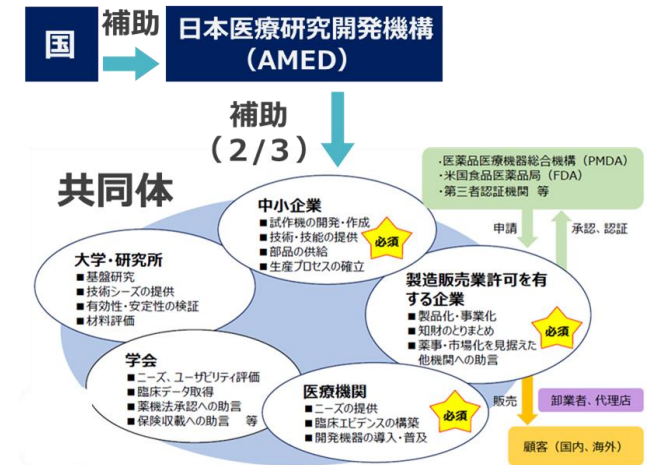 国
補助
日本医療研究開発機構
（AMED）
補助
（2/3）
共同体
・医薬品医療機器総合機構（PMDA）
・米国食品医薬品局（FDA）
・第三者認証機関 等
申請
承認、認証
中小企業
■試作機の開発・作成
■技術・技能の提供
■部品の供給
■生産プロセスの確立
必須
大学・研究所
■基盤研究
■技術シーズの提供
■有効性・安定性の検証
■材料評価
製造販売業許可を有
する企業
■製品化・事業化
■知財のとりまとめ
■薬事・市場化を見据えた
他機関への助言
必須
学会
■ニーズ、ユーザビリティ評価
■臨床データ取得
■薬機法承認への助言
■保険収載への助言 等
医療機関
■ニーズの提供
■臨床エビデンスの構築
■開発機器の導入・普及
必須
販売
卸業者、代理店
顧客（国内、海外）